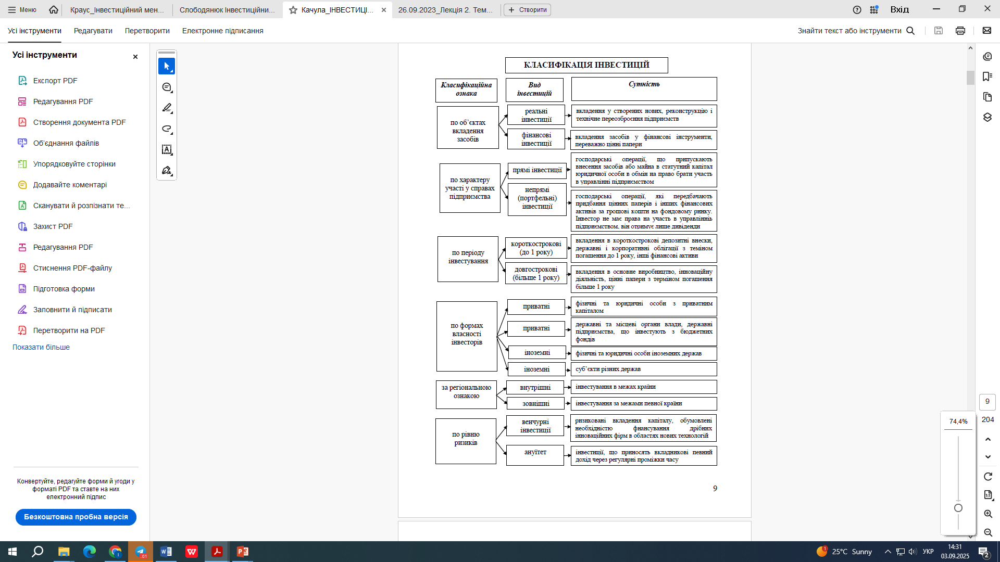 Меню
Краус_Інвестиційний мен...
Слободянюк Інвестиційни...
Качула_ІНВЕСТИЦІ...
26.09.2023_Лекція 2. Тем...
Створити
Вхід
Усі інструменти
Редагувати
Перетворити
Електронне підписання
Знайти текст або інструменти
Усі інструменти
Експорт PDF
Редагування PDF
Створення документа PDF
Об'єднання файлів
Упорядковуйте сторінки
Додавайте коментарі
Сканувати й розпізнати те...
Захист PDF
Редагування PDF
Стиснення PDF-файлу
Підготовка форми
Заповнити й підписати
Перетворити на PDF
Показати більше
Конвертуйте, редагуйте форми й угоди у
форматі PDF та ставте на них
електронний підпис
Безкоштовна пробна версія
КЛАСИФІКАЦІЯ ІНВЕСТИЦІЙ
Класифікаційна
ознака
Вид
інвестицій
Сутність
по об’єктах
вкладення
засобів
реальні
інвестиції
вкладення у створених нових, реконструкцію і
технічне переозброєння підприємств
фінансові
інвестиції
вкладення засобів у фінансові інструменти,
переважно цінні папери
по характеру
участі у справах
підприємства
прямі інвестиції
господарські операції, що припускають
внесення засобів або майна в статутний капітал
юридичної особи в обмін на право брати участь
в управлінні підприємством
непрямі
(портфельні)
інвестиції
господарські операції, які передбачають
придбання цінних паперів і інших фінансових
активів за грошові кошти на фондовому ринку.
Інвестор не має права на участь в управлінніь
підприємством, він отримує лише дивіденди
по періоду
інвестування
короткострокові
(до 1 року)
вкладення в короткострокові депозитні внески,
державні і корпоративні облігації з теміном
погашення до 1 року, інші фінансові активи
довгострокові
(більше 1 року)
вкладення в основне виробництво, інноваційну
діяльність, цінні папери з терміном погашення
більше 1 року
по формах
власності
інвесторів
приватні
фізичні та юридичні особи з приватним
капіталом
приватні
державні та місцеві органи влади, державні
підприємства, що інвестують з бюджетних
фондів
іноземні
фізичні та юридичні особи іноземних держав
іноземні
суб’єкти різних держав
за регіональною
ознакою
внутрішні
інвестування в межах країни
зовнішні
інвестування за межами певної країни
по рівню
ризиків
венчурні
інвестиції
ризиковані вкладення капіталу, обумовлені
необхідністю фнансування дрібних
інноваційних фірм в областях нових технологій
ануїтет
інвестиції, що приносять вкладникові певний
дохід через регулярні проміжки часу
9
9
204
74,4%
1:1
..01
1
25°C Sunny
УКР
14:31
03.09.2025
2